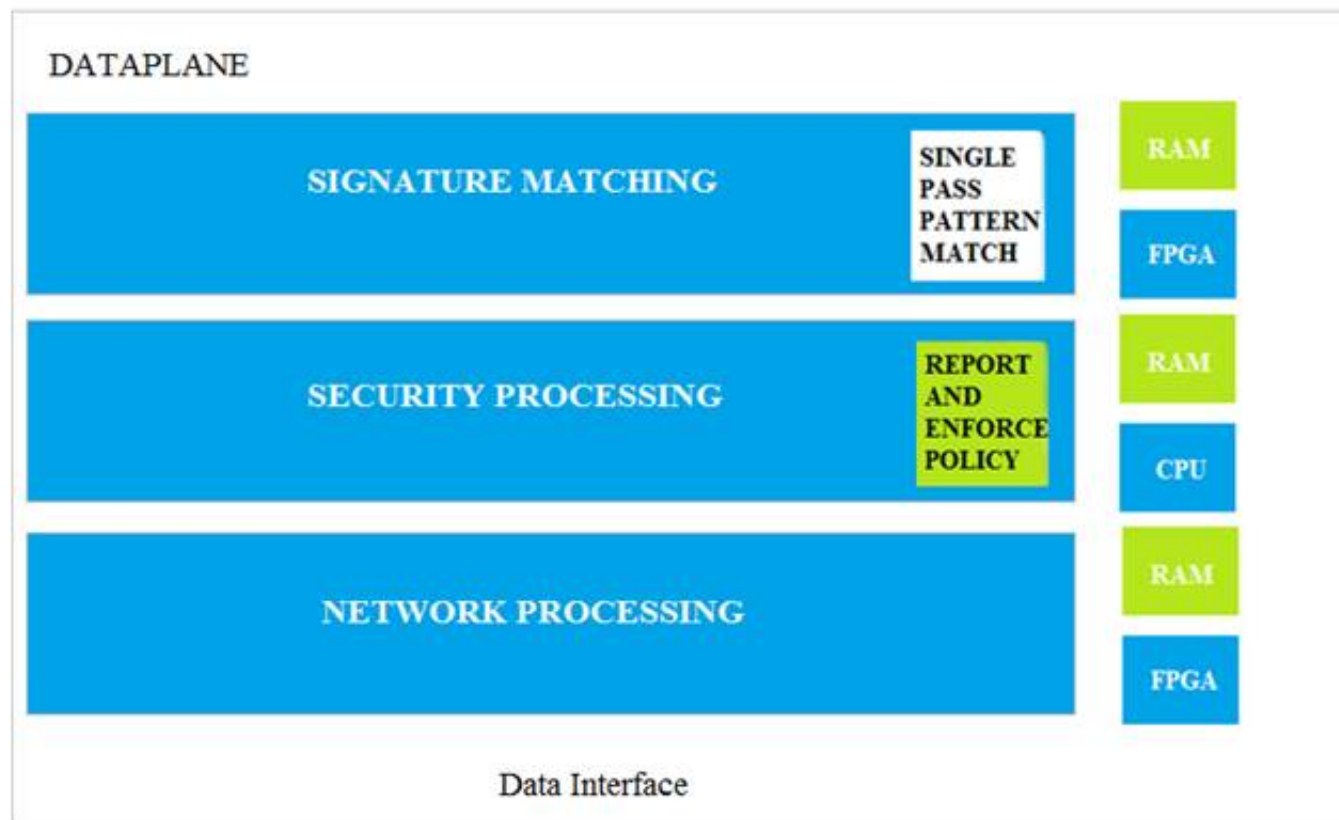 DATAPLANE
SIGNATURE MATCHING
SINGLE
PASS
PATTERN
MATCH
RAM
FPGA
SECURITY PROCESSING
REPORT
AND
ENFORCE
POLICY
RAM
CPU
NETWORK PROCESSING
RAM
FPGA
Data Interface